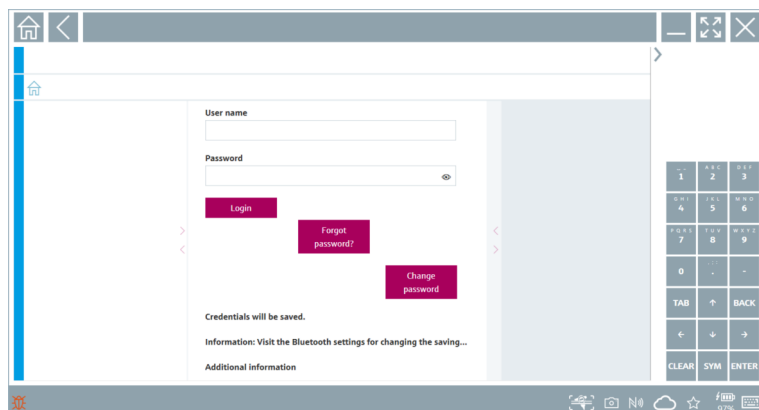 User name
Password
Login
Forgot
password?
Change
password
Credentials will be saved.
Information: Visit the Bluetooth settings for changing the saving...
Additional information
1
ABC
2
DEF
3
GHI
4
JKL
5
MNO
6
PQRS
7
TUV
8
WXYZ
9
0
.
-
TAB
↑
BACK
←
↓
→
CLEAR
SYM
ENTER
97%